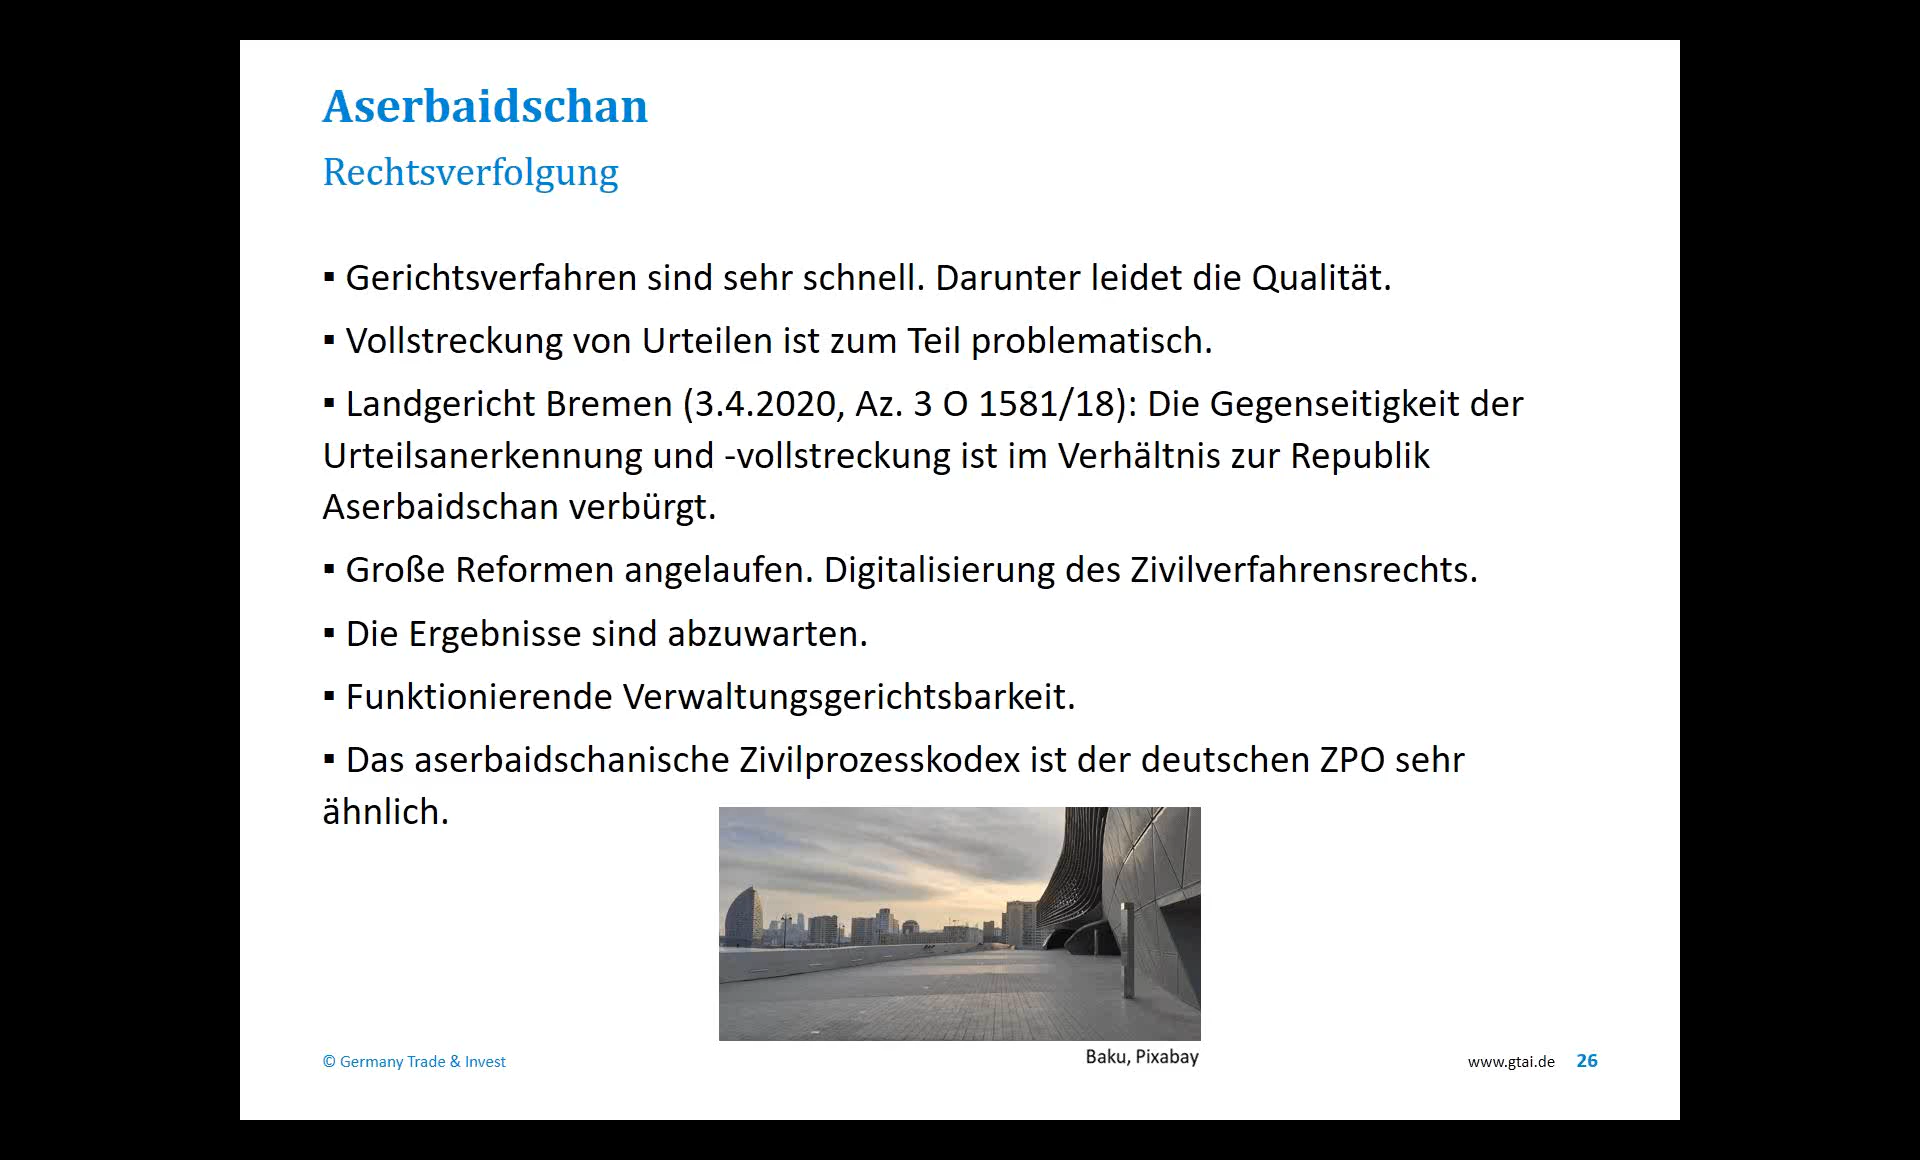 Aserbaidschan
Rechtsverfolgung
▪ Gerichtsverfahren sind sehr schnell. Darunter leidet die Qualität.
▪ Vollstreckung von Urteilen ist zum Teil problematisch.
▪ Landgericht Bremen (3.4.2020, Az. 3 O 1581/18): Die Gegenseitigkeit der
Urteilsanerkennung und -vollstreckung ist im Verhältnis zur Republik
Aserbaidschan verbürgt.
▪ Große Reformen angelaufen. Digitalisierung des Zivilverfahrensrechts.
▪ Die Ergebnisse sind abzuwarten.
▪ Funktionierende Verwaltungsgerichtsbarkeit.
▪ Das aserbaidschanische Zivilprozesskodex ist der deutschen ZPO sehr
ähnlich.
Baku, Pixabay
© Germany Trade & Invest
www.gtai.de 26